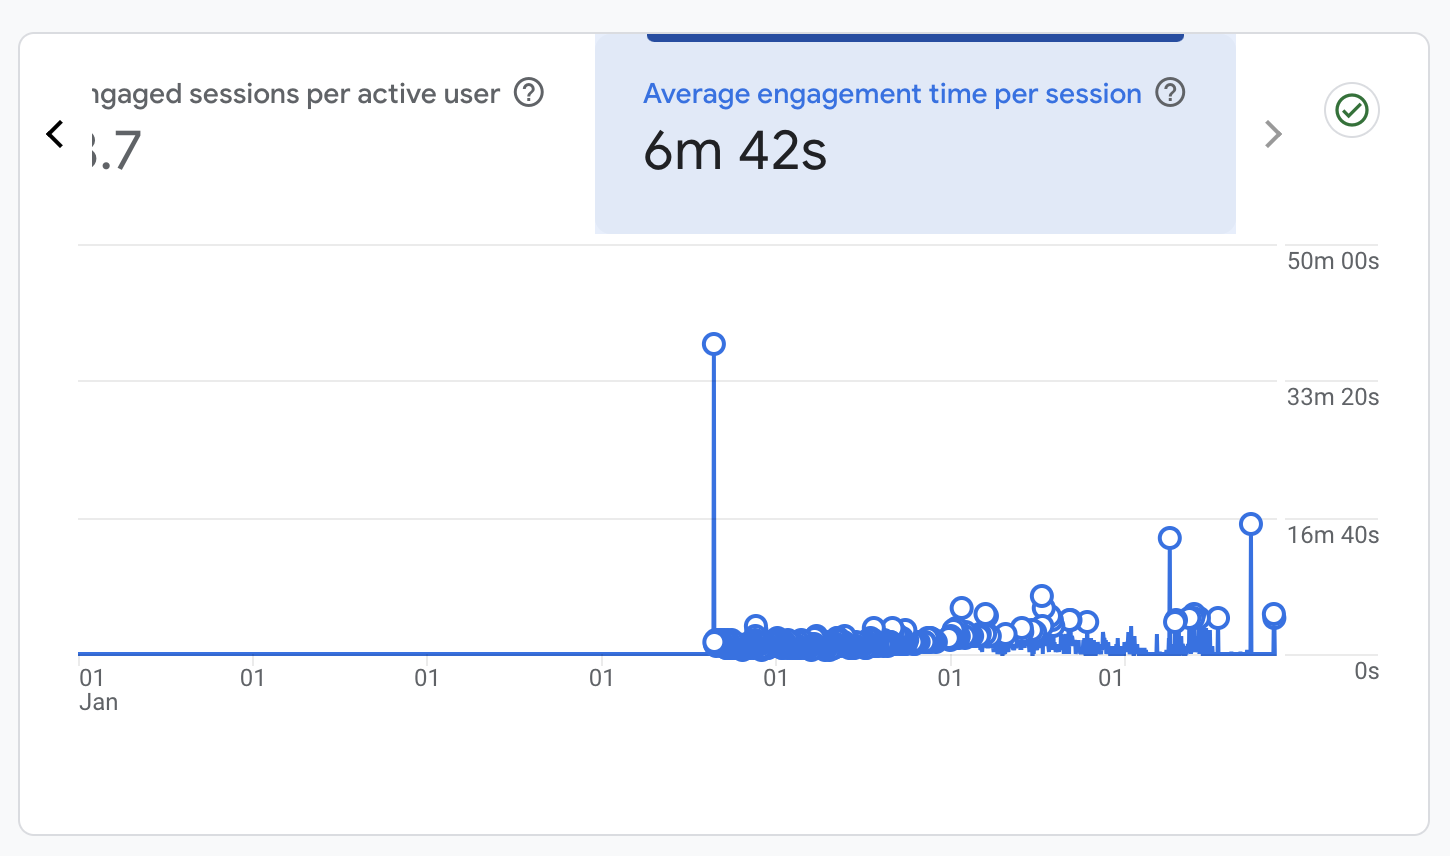 ngaged sessions per active user
.7
Average engagement time per session
6m 42s
50m 00s
33m 20s
16m 40s
0s
01 01 01 01 01 01 01
Jan